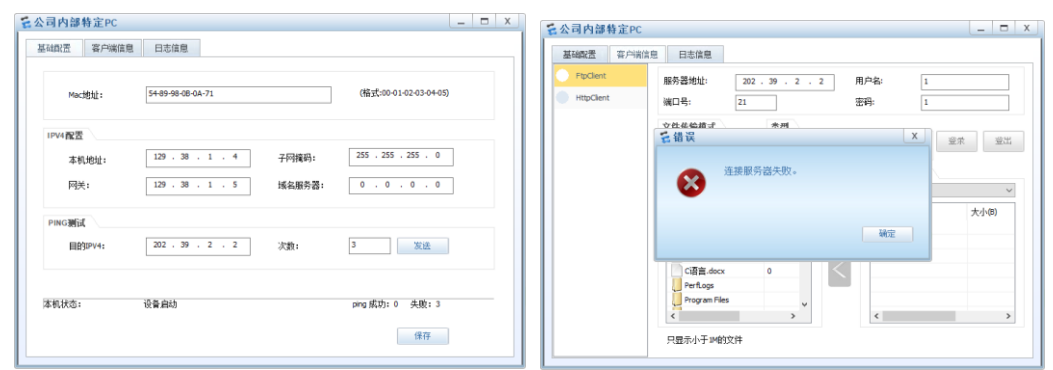 公司内部特定PC
基础配置 客户端信息 日志信息
Mac地址: 54-89-98-0B-0A-71 (格式:00-01-02-03-04-05)
IPV4配置
本机地址: 129 . 38 . 1 . 4 子网掩码: 255 . 255 . 255 . 0
网关: 129 . 38 . 1 . 5 域名服务器: 0 . 0 . 0 . 0
PING测试
目的IPV4: 202 . 39 . 2 . 2 次数: 3 发送
本机状态: 设备启动 ping 成功: 0 失败: 3
保存
公司内部特定PC
基础配置 客户端信息 日志信息
FtpClient
HttpClient
服务器地址: 202 . 39 . 2 . 2 用户名: 1
端口号: 21 密码: 1
文件传输模式 类型
登录 登出
错误
连接服务器失败。
确定
大小(B)
C语言.docx 0
PerfLogs
Program Files
只显示小于1M的文件